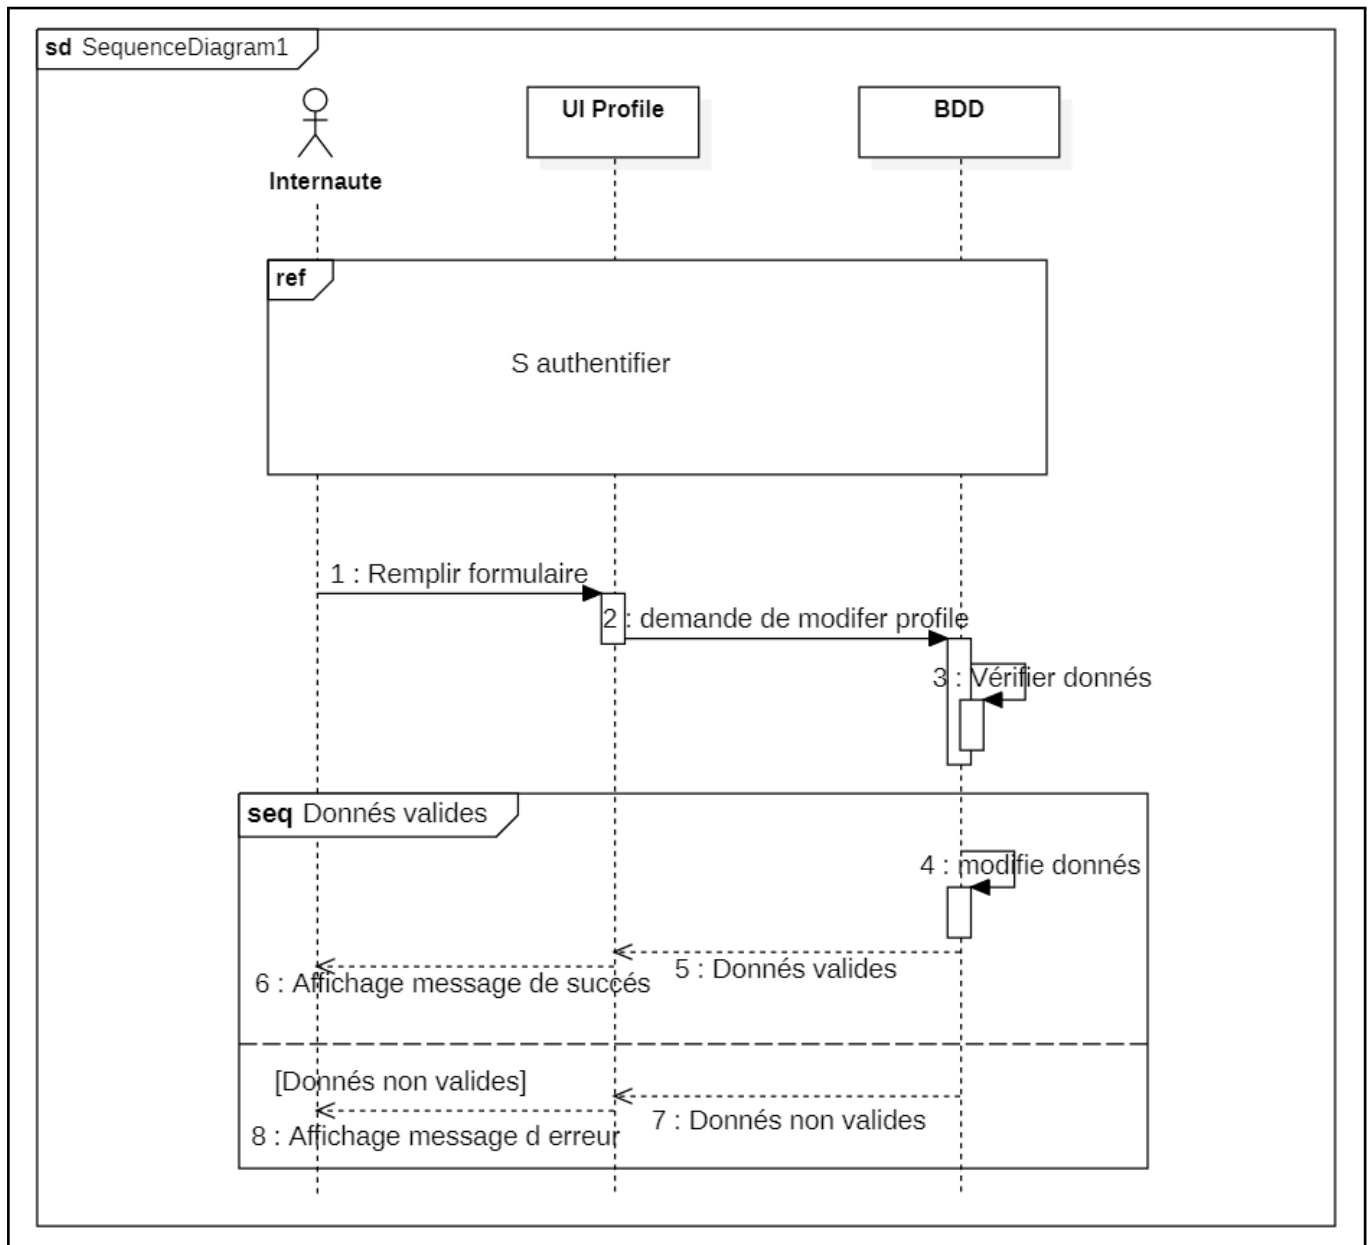 sd SequenceDiagram1
Internaute
UI Profile
BDD
ref
S authentifier
1 : Remplir formulaire
2 : demande de modifer profile
3 : Vérifier donnés
seq Donnés valides
4 : modifie donnés
5 : Donnés valides
6 : Affichage message de succés
[Donnés non valides]
7 : Donnés non valides
8 : Affichage message d erreur